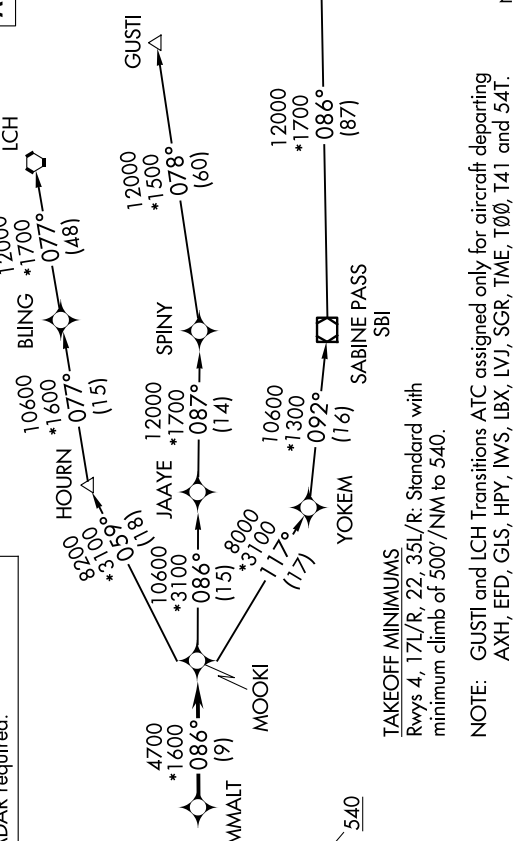 ADAR required.
LCH
12000
*1700
077°
(48)
BLING
10600
*1600
077°
(15)
HOURN
8200
*3100
059°
(18)
GUSTI
12000
*1500
078°
(60)
SPINY
12000
*1700
087°
(14)
JAAYE
10600
*3100
086°
(15)
12000
*1700
086°
(87)
SABINE PASS
SBI
10600
*1300
092°
(16)
YOKEM
8000
*3100
117°
(17)
MOOKI
4700
*1600
086°
(9)
MMALT
540
TAKEOFF MINIMUMS
Rwys 4, 17L/R, 22, 35L/R: Standard with
minimum climb of 500'/NM to 540.
NOTE: GUSTI and LCH Transitions ATC assigned only for aircraft departing
AXH, EFD, GLS, HPY, IWS, LBX, LVJ, SGR, TME, TØØ, T41 and 54T.